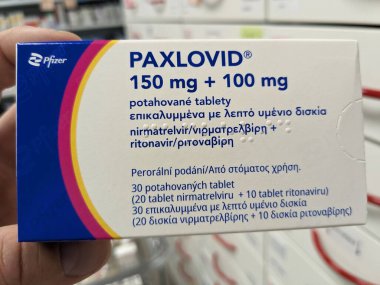 Pfizer
PAXLOVID®
150 mg + 100 mg
potahované tablety
επικαλυμμένα με λεπτό υμένιο δισκία
nirmatrelvir/νιρματρελβίρη +
ritonavir/ριτοναβίρη
Perorální podání/Από στόματος χρήση.
30 potahovaných tablet
(20 tablet nirmatrelviru + 10 tablet ritonaviru)
30 επικαλυμμένα με λεπτό υμένιο δισκία
(20 δισκία νιρματρελβίρης + 10 δισκία ριτοναβίρης)